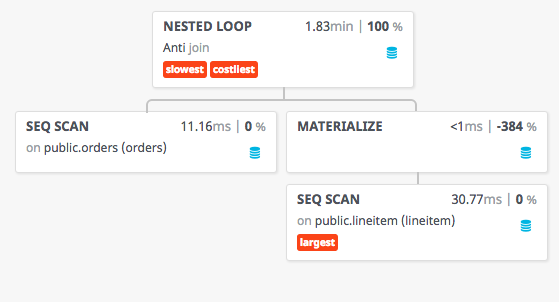 NESTED LOOP 1.83min | 100 %
Anti join
slowest costliest
SEQ SCAN 11.16ms | 0 %
on public.orders (orders)
MATERIALIZE <1ms | -384 %
SEQ SCAN 30.77ms | 0 %
on public.lineitem (lineitem)
largest